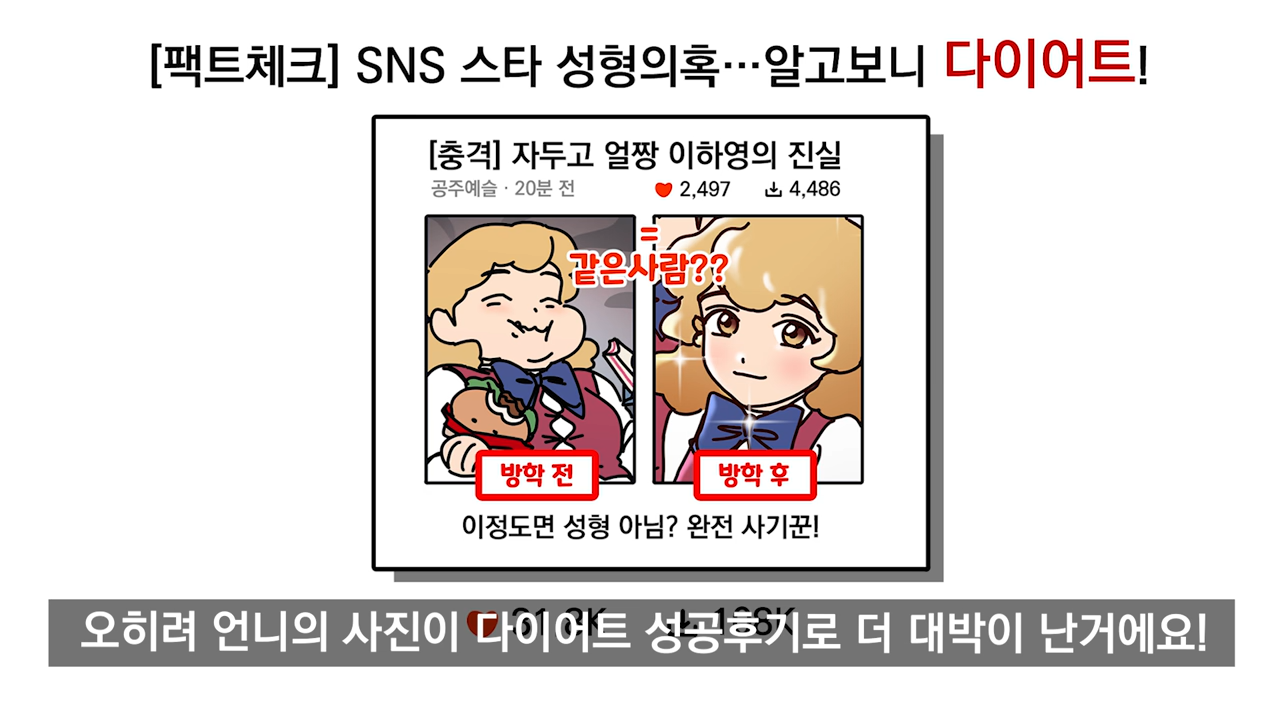 [팩트체크] SNS 스타 성형의혹…알고보니 다이어트!
[충격] 자두고 얼짱 이하영의 진실
공주예슬 · 20분 전 2,497 4,486
=
같은사람??
방학 전 방학 후
이정도면 성형 아님? 완전 사기꾼!
오히려 언니의 사진이 다이어트 성공후기로 더 대박이 난거에요!